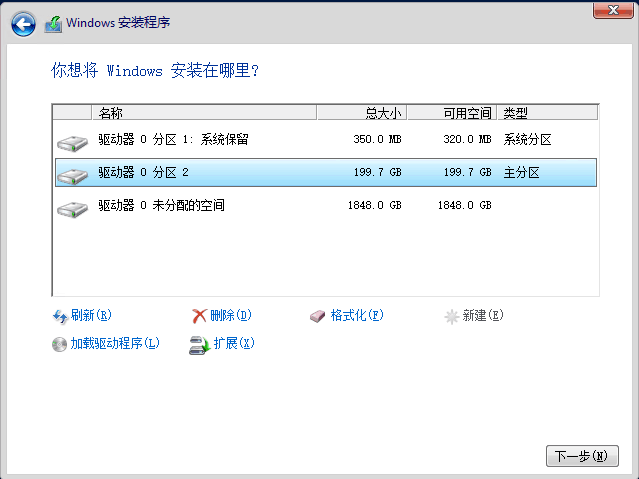 Windows 安装程序
你想将 Windows 安装在哪里?
名称 总大小 可用空间 类型
驱动器 0 分区 1: 系统保留 350.0 MB 320.0 MB 系统分区
驱动器 0 分区 2 199.7 GB 199.7 GB 主分区
驱动器 0 未分配的空间 1848.0 GB 1848.0 GB
刷新(R) 删除(D) 格式化(F) 新建(E)
加载驱动程序(L) 扩展(X)
下一步(N)